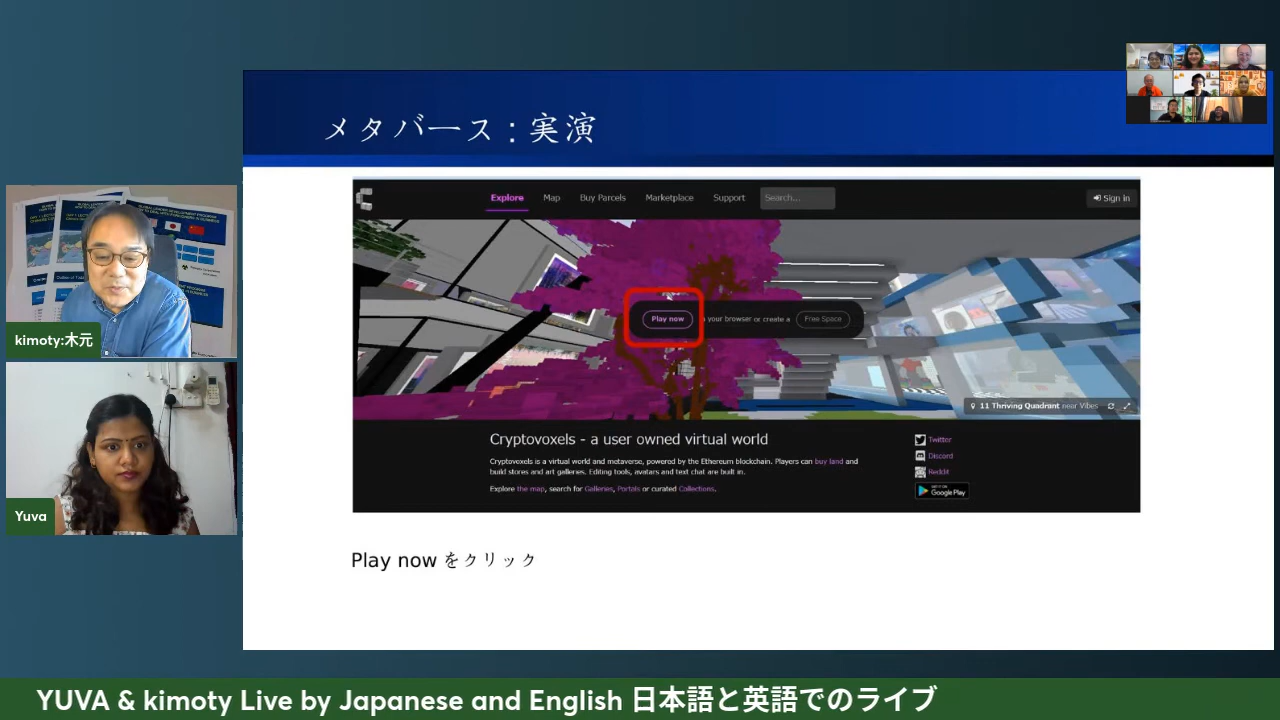 メタバース：実演
Explore Map Buy Parcels Marketplace Support Search... Sign in
Play now your browser or create a Free Space
11 Thriving Quadrant near Vibes
Cryptovoxels - a user owned virtual world
Cryptovoxels is a virtual world and metaverse, powered by the Ethereum blockchain. Players can buy land and
build stores and art galleries. Editing tools, avatars and text chat are built in.
Explore the map, search for Galleries, Portals or curated Collections.
Twitter
Discord
Reddit
GET IT ON
Google Play
Play now をクリック
kimoty:木元
Yuva
YUVA & kimoty Live by Japanese and English 日本語と英語でのライブ